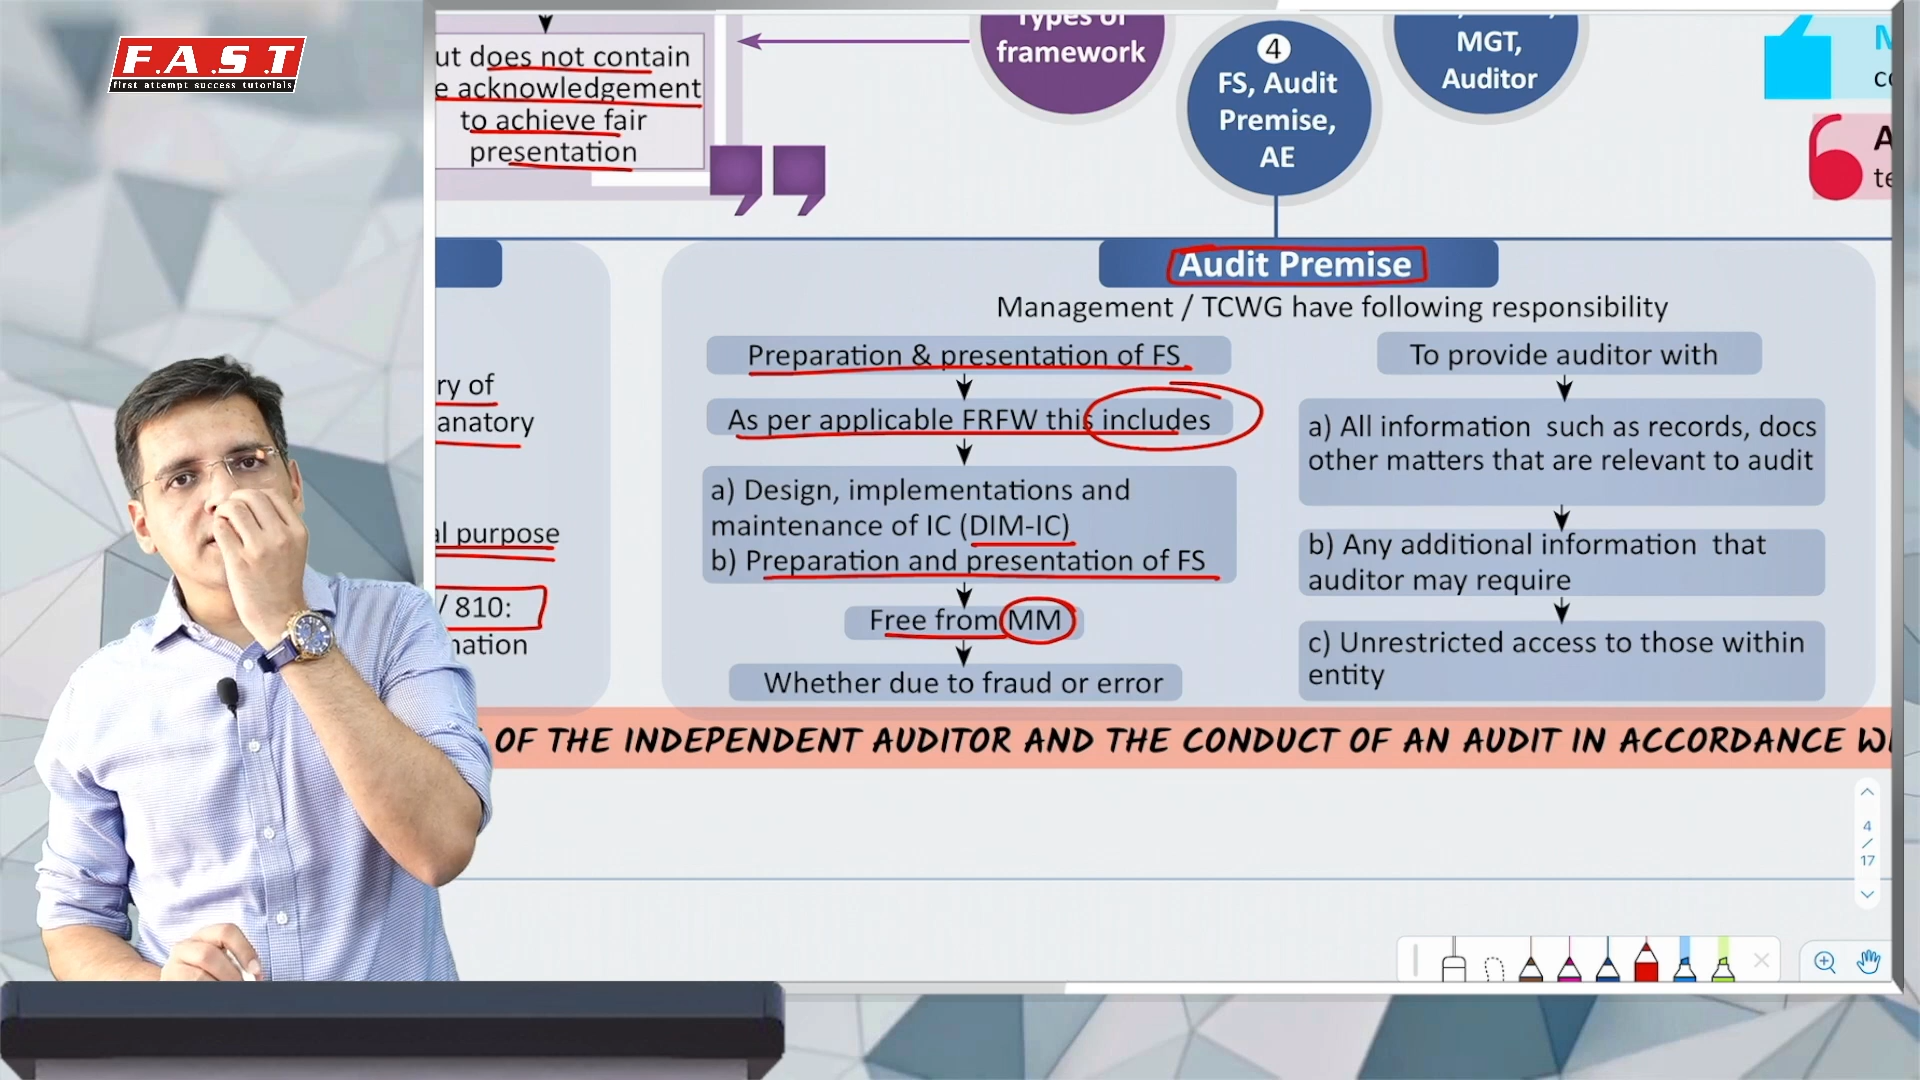 F.A.S.T
first attempt success tutorials
ut does not contain
e acknowledgement
to achieve fair
presentation
Types of
framework
4
FS, Audit
Premise,
AE
MGT,
Auditor
Audit Premise
Management / TCWG have following responsibility
Preparation & presentation of FS
As per applicable FRFW this includes
a) Design, implementations and
maintenance of IC (DIM-IC)
b) Preparation and presentation of FS
Free from MM
Whether due to fraud or error
To provide auditor with
a) All information such as records, docs
other matters that are relevant to audit
b) Any additional information that
auditor may require
c) Unrestricted access to those within
entity
ry of
anatory
al purpose
/ 810:
nation
OF THE INDEPENDENT AUDITOR AND THE CONDUCT OF AN AUDIT IN ACCORDANCE WI
4
/
17